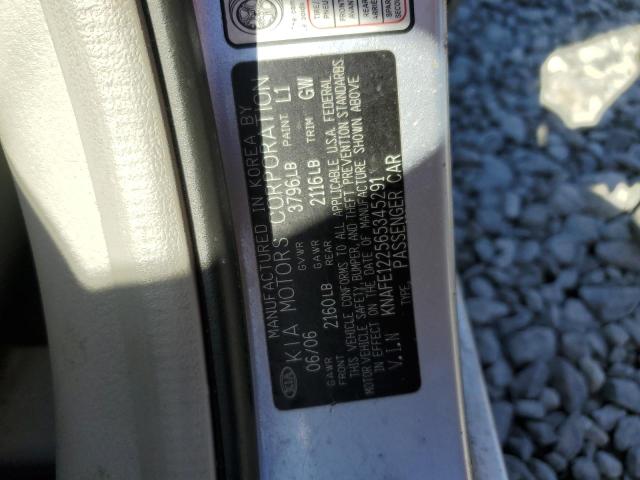 MANUFACTURED IN KOREA BY
KIA MOTORS CORPORATION
06/06 GVWR 3796LB PAINT L1
GAWR FRONT 2160LB GAWR REAR 2116LB TRIM GW
THIS VEHICLE CONFORMS TO ALL APPLICABLE U.S.A. FEDERAL
MOTOR VEHICLE SAFETY, BUMPER, AND THEFT PREVENTION STANDARDS
IN EFFECT ON THE DATE OF MANUFACTURE SHOWN ABOVE
V.I.N KNAFE122565345291
TYPE: PASSENGER CAR
KIA